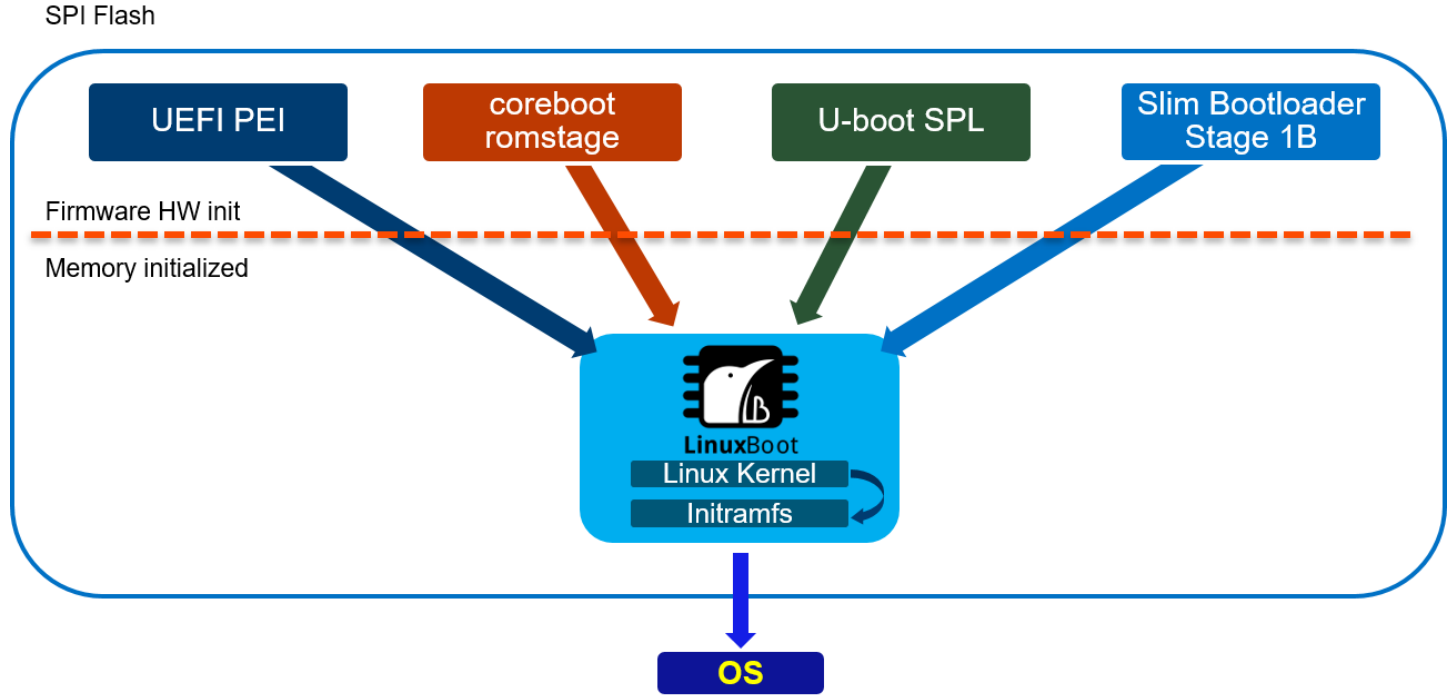 SPI Flash
UEFI PEI
coreboot
romstage
U-boot SPL
Slim Bootloader
Stage 1B
Firmware HW init
Memory initialized
LB
LinuxBoot
Linux Kernel
Initramfs
OS